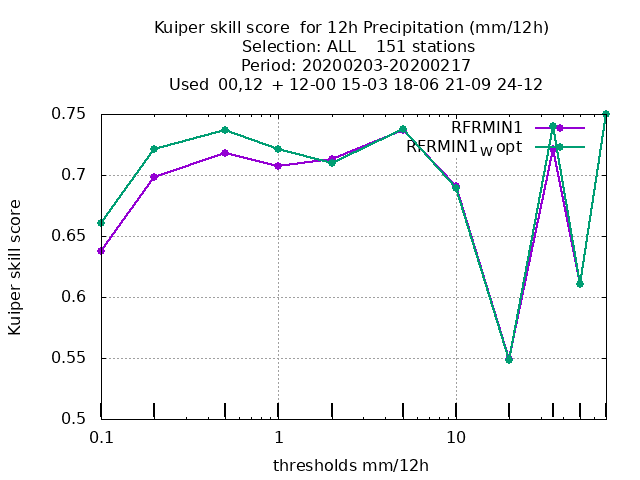 Kuiper skill score  for 12h Precipitation (mm/12h)
Selection: ALL    151 stations
Period: 20200203-20200217
Used  00,12  + 12-00 15-03 18-06 21-09 24-12
RFRMIN1
RFRMIN1W opt
0.75
0.7
0.65
0.6
0.55
0.5
Kuiper skill score
0.1
1
10
thresholds mm/12h